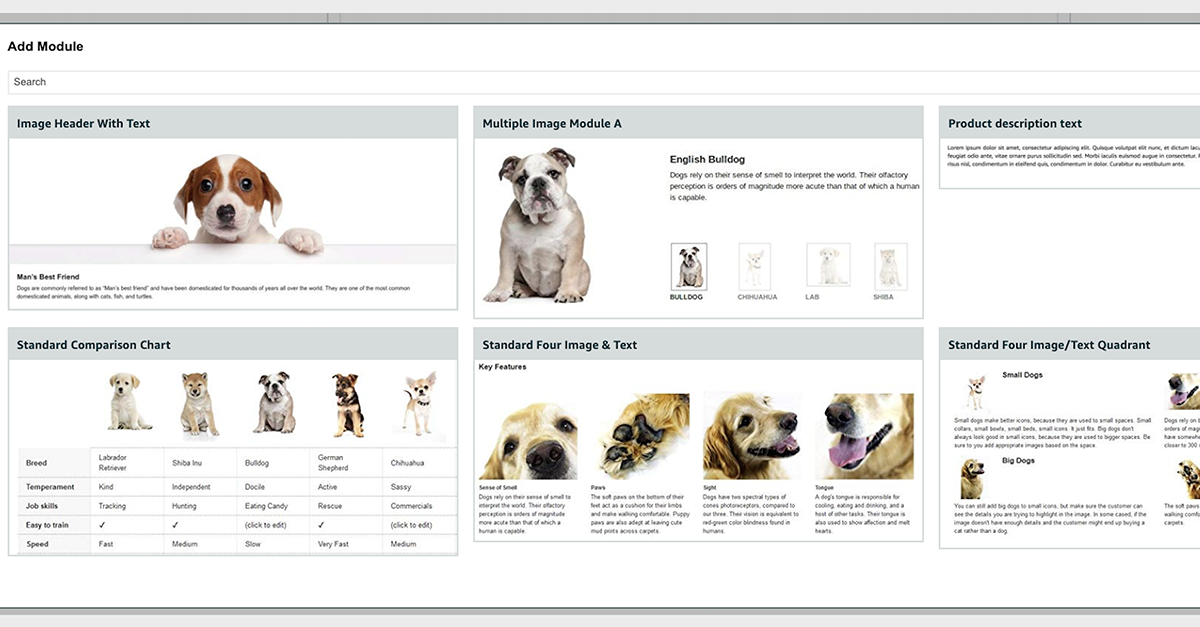 Add Module
Search
Image Header With Text
Man's Best Friend
Dogs are commonly referred to as "Man's best friend" and have been domesticated for thousands of years all over the world. They are one of the most common
domesticated animals, along with cats, fish, and turtles.
Multiple Image Module A
English Bulldog
Dogs rely on their sense of smell to interpret the world. Their olfactory
perception is orders of magnitude more acute than that of which a human
is capable.
BULLDOG CHIHUAHUA LAB SHIBA
Product description text
Lorem ipsum dolor sit amet, consectetur adipiscing elit. Quisque volutpat elit nunc, et dictum
feugiat odio ante, vitae ornare purus sollicitudin sed. Morbi iaculis euismod augue in consectetur.
risus nisl, condimentum in eleifend quis, condimentum in dolor. Curabitur eu vestibulum ante.
Standard Comparison Chart
Breed Labrador Retriever Shiba Inu Bulldog German Shepherd Chihuahua
Temperament Kind Independent Docile Active Sassy
Job skills Tracking Hunting Eating Candy Rescue Commercials
Easy to train ✓ ✓ (click to edit) ✓ (click to edit)
Speed Fast Medium Slow Very Fast Medium
Standard Four Image & Text
Key Features
Sense of Smell
Dogs rely on their sense of smell to
interpret the world. Their olfactory
perception is orders of magnitude
more acute than that of which a
human is capable.
Paws
The soft paws on the bottom of their
feet act as a cushion for their limbs
and make walking comfortable. Puppy
paws are also adept at leaving cute
mud prints across carpets.
Sight
Dogs have two spectral types of
cones photoreceptors, compared to
our three. Their vision is equivalent to
red-green color blindness found in
humans.
Tongue
A dog's tongue is responsible for
cooling, eating and drinking, and a
host of other tasks. Their tongue is
also used to show affection and melt
hearts.
Standard Four Image/Text Quadrant
Small Dogs
Small dogs make better icons, because they are used to small spaces. Small
collars, small bowls, small beds, small icons. It just fits. Big dogs don't
always look good in small icons, because they are used to bigger spaces. Be
sure to you add appropriate images based on the space.
Dogs rely on
orders of
have
closer to 300
Big Dogs
You can still add big dogs to small icons, but make sure the customer can
see the details you are trying to highlight in the image. In some cased, if the
image doesn't have enough details and the customer might end up buying a
cat rather than a dog.
The soft paws
walking
carpets.